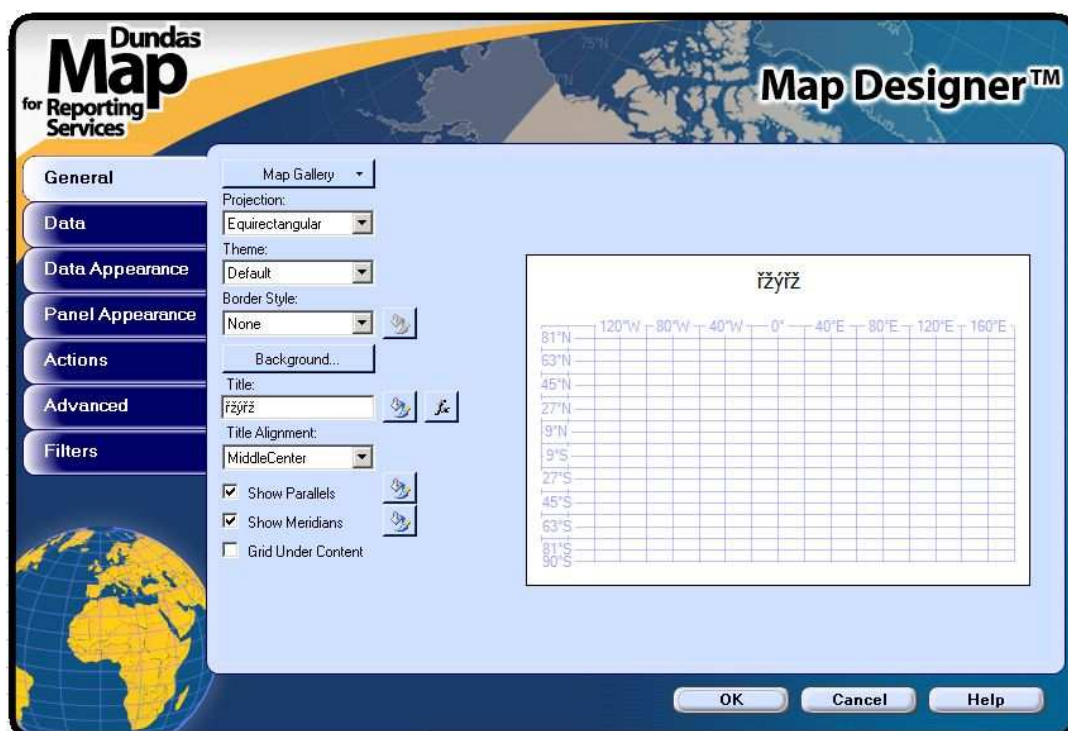 Dundas
Map
for Reporting
Services
Map Designer™
75°N
General
Data
Data Appearance
Panel Appearance
Actions
Advanced
Filters
Map Gallery
Projection:
Equirectangular
Theme:
Default
Border Style:
None
Background...
Title:
řžýřž
fx
Title Alignment:
MiddleCenter
Show Parallels
Show Meridians
Grid Under Content
řžýřž
120°W 80°W 40°W 0° 40°E 80°E 120°E 160°E
81°N
63°N
45°N
27°N
9°N
9°S
27°S
45°S
63°S
81°S
90°S
OK Cancel Help